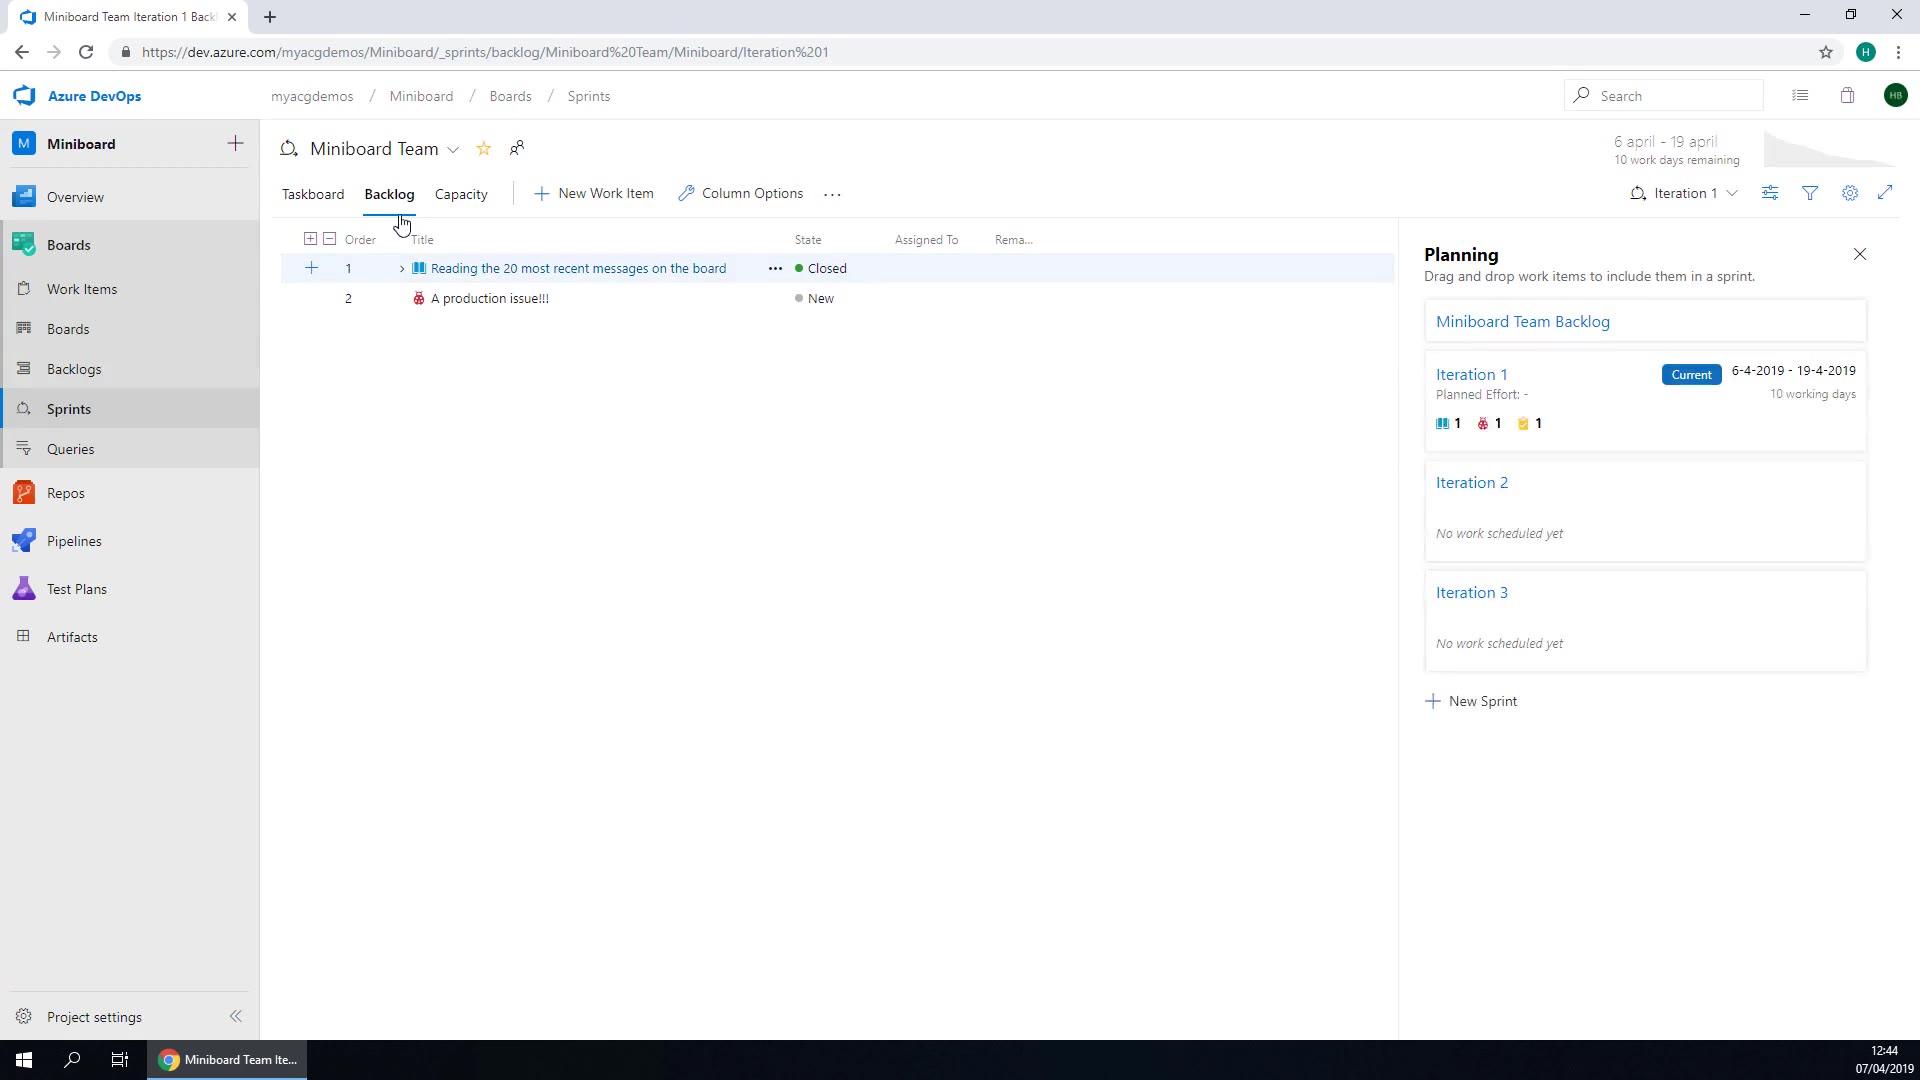 Miniboard Team Iteration 1 Back
https://dev.azure.com/myacgdemos/Miniboard/_sprints/backlog/Miniboard%20Team/Miniboard/Iteration%201
H
Azure DevOps
myacgdemos / Miniboard / Boards / Sprints
Search
HB
M Miniboard
Overview
Boards
Work Items
Boards
Backlogs
Sprints
Queries
Repos
Pipelines
Test Plans
Artifacts
Project settings
Miniboard Team
6 april - 19 april
10 work days remaining
Taskboard Backlog Capacity New Work Item Column Options
Iteration 1
Order Title State Assigned To Rema...
1 Reading the 20 most recent messages on the board Closed
2 A production issue!!! New
Planning
Drag and drop work items to include them in a sprint.
Miniboard Team Backlog
Iteration 1 Current 6-4-2019 - 19-4-2019
Planned Effort: - 10 working days
1 1 1
Iteration 2
No work scheduled yet
Iteration 3
No work scheduled yet
New Sprint
Miniboard Team Ite...
12:44
07/04/2019